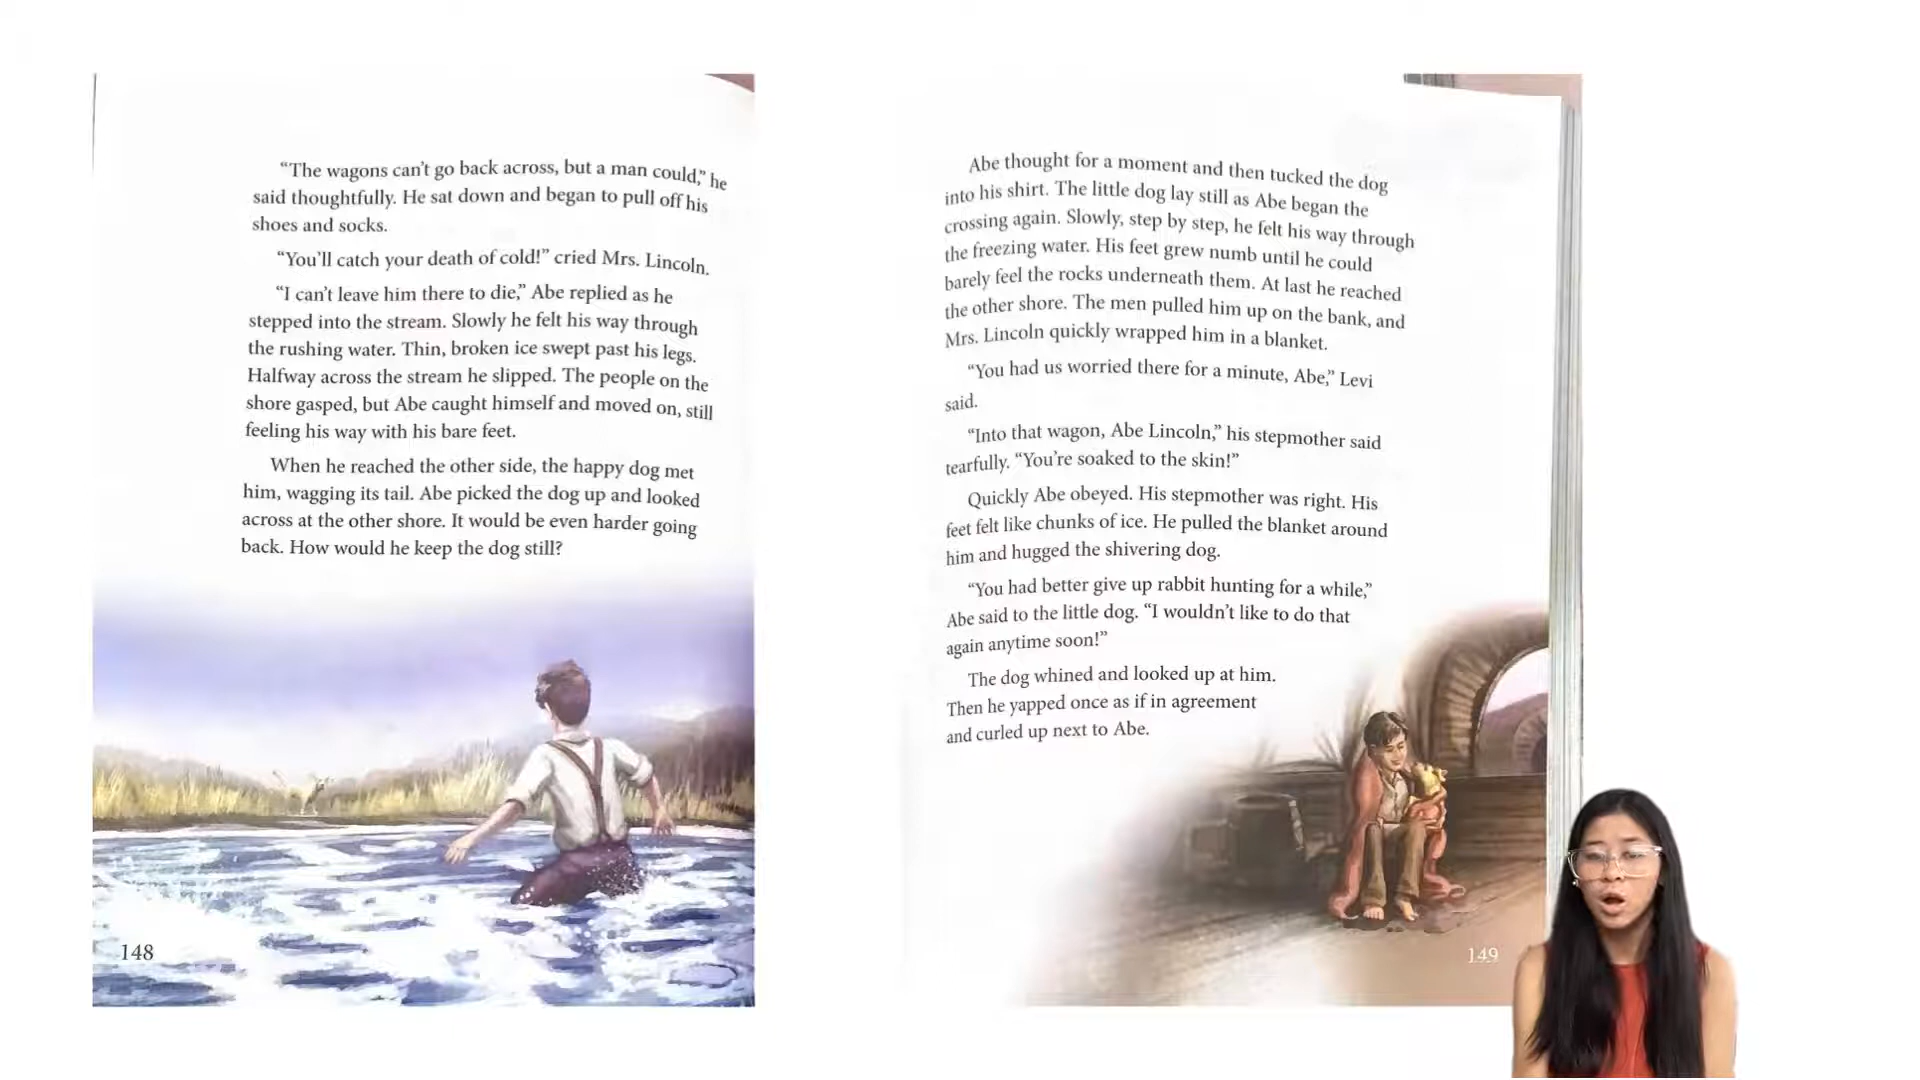 “The wagons can’t go back across, but a man could,” he
said thoughtfully. He sat down and began to pull off his
shoes and socks.
“You’ll catch your death of cold!” cried Mrs. Lincoln.
“I can’t leave him there to die,” Abe replied as he
stepped into the stream. Slowly he felt his way through
the rushing water. Thin, broken ice swept past his legs.
Halfway across the stream he slipped. The people on the
shore gasped, but Abe caught himself and moved on, still
feeling his way with his bare feet.
When he reached the other side, the happy dog met
him, wagging its tail. Abe picked the dog up and looked
across at the other shore. It would be even harder going
back. How would he keep the dog still?
148
Abe thought for a moment and then tucked the dog
into his shirt. The little dog lay still as Abe began the
crossing again. Slowly, step by step, he felt his way through
the freezing water. His feet grew numb until he could
barely feel the rocks underneath them. At last he reached
the other shore. The men pulled him up on the bank, and
Mrs. Lincoln quickly wrapped him in a blanket.
“You had us worried there for a minute, Abe,” Levi
said.
“Into that wagon, Abe Lincoln,” his stepmother said
tearfully. “You’re soaked to the skin!”
Quickly Abe obeyed. His stepmother was right. His
feet felt like chunks of ice. He pulled the blanket around
him and hugged the shivering dog.
“You had better give up rabbit hunting for a while,”
Abe said to the little dog. “I wouldn’t like to do that
again anytime soon!”
The dog whined and looked up at him.
Then he yapped once as if in agreement
and curled up next to Abe.
149